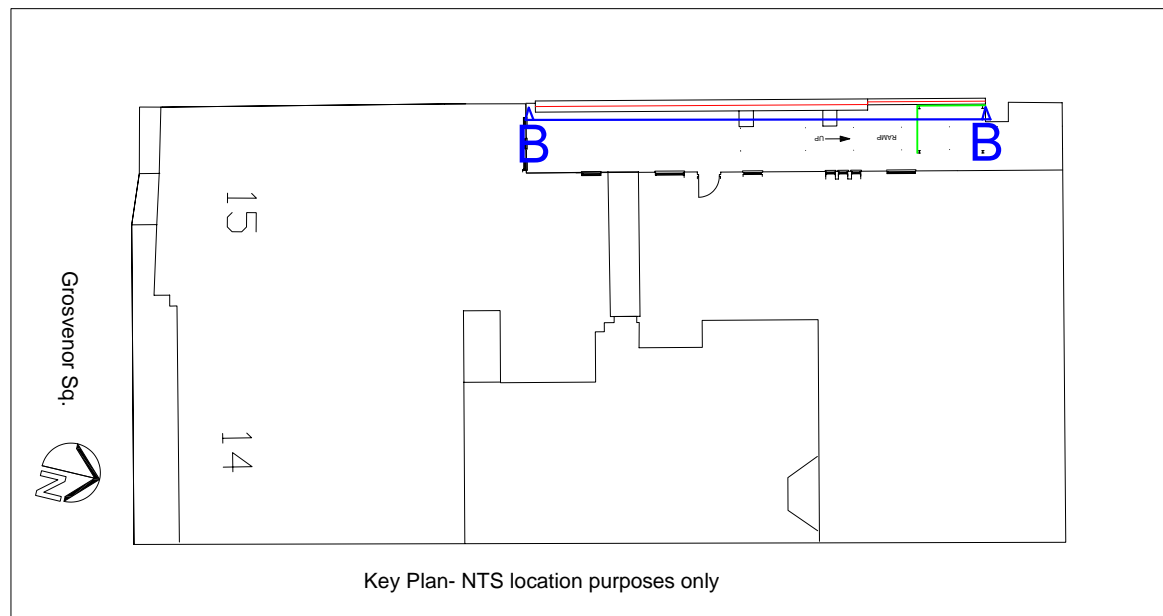 B
B
UP
RAMP
15
Grosvenor Sq.
14
N
Key Plan- NTS location purposes only